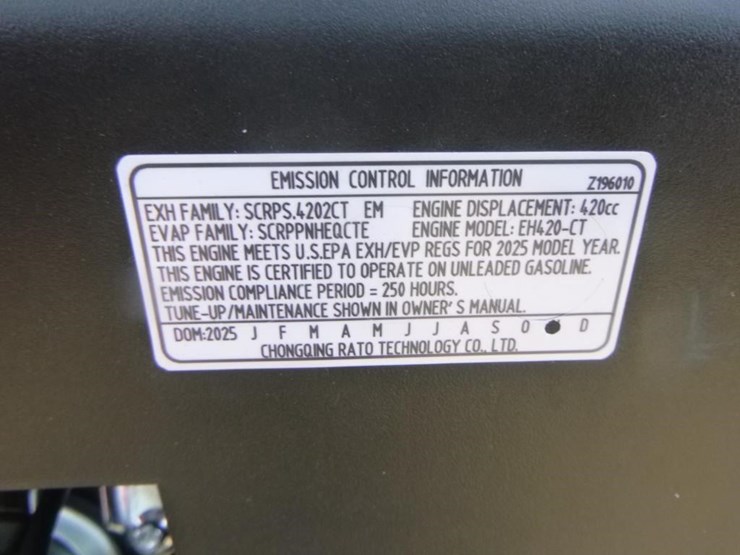 EMISSION CONTROL INFORMATION Z196010
EXH FAMILY: SCRPS.4202CT EM ENGINE DISPLACEMENT: 420cc
EVAP FAMILY: SCRPPNHEQCTE ENGINE MODEL: EH420-CT
THIS ENGINE MEETS U.S.EPA EXH/EVP REGS FOR 2025 MODEL YEAR.
THIS ENGINE IS CERTIFIED TO OPERATE ON UNLEADED GASOLINE.
EMISSION COMPLIANCE PERIOD = 250 HOURS.
TUNE-UP/MAINTENANCE SHOWN IN OWNER'S MANUAL.
DOM:2025 J F M A M J J A S O ● D
CHONGQING RATO TECHNOLOGY CO., LTD.